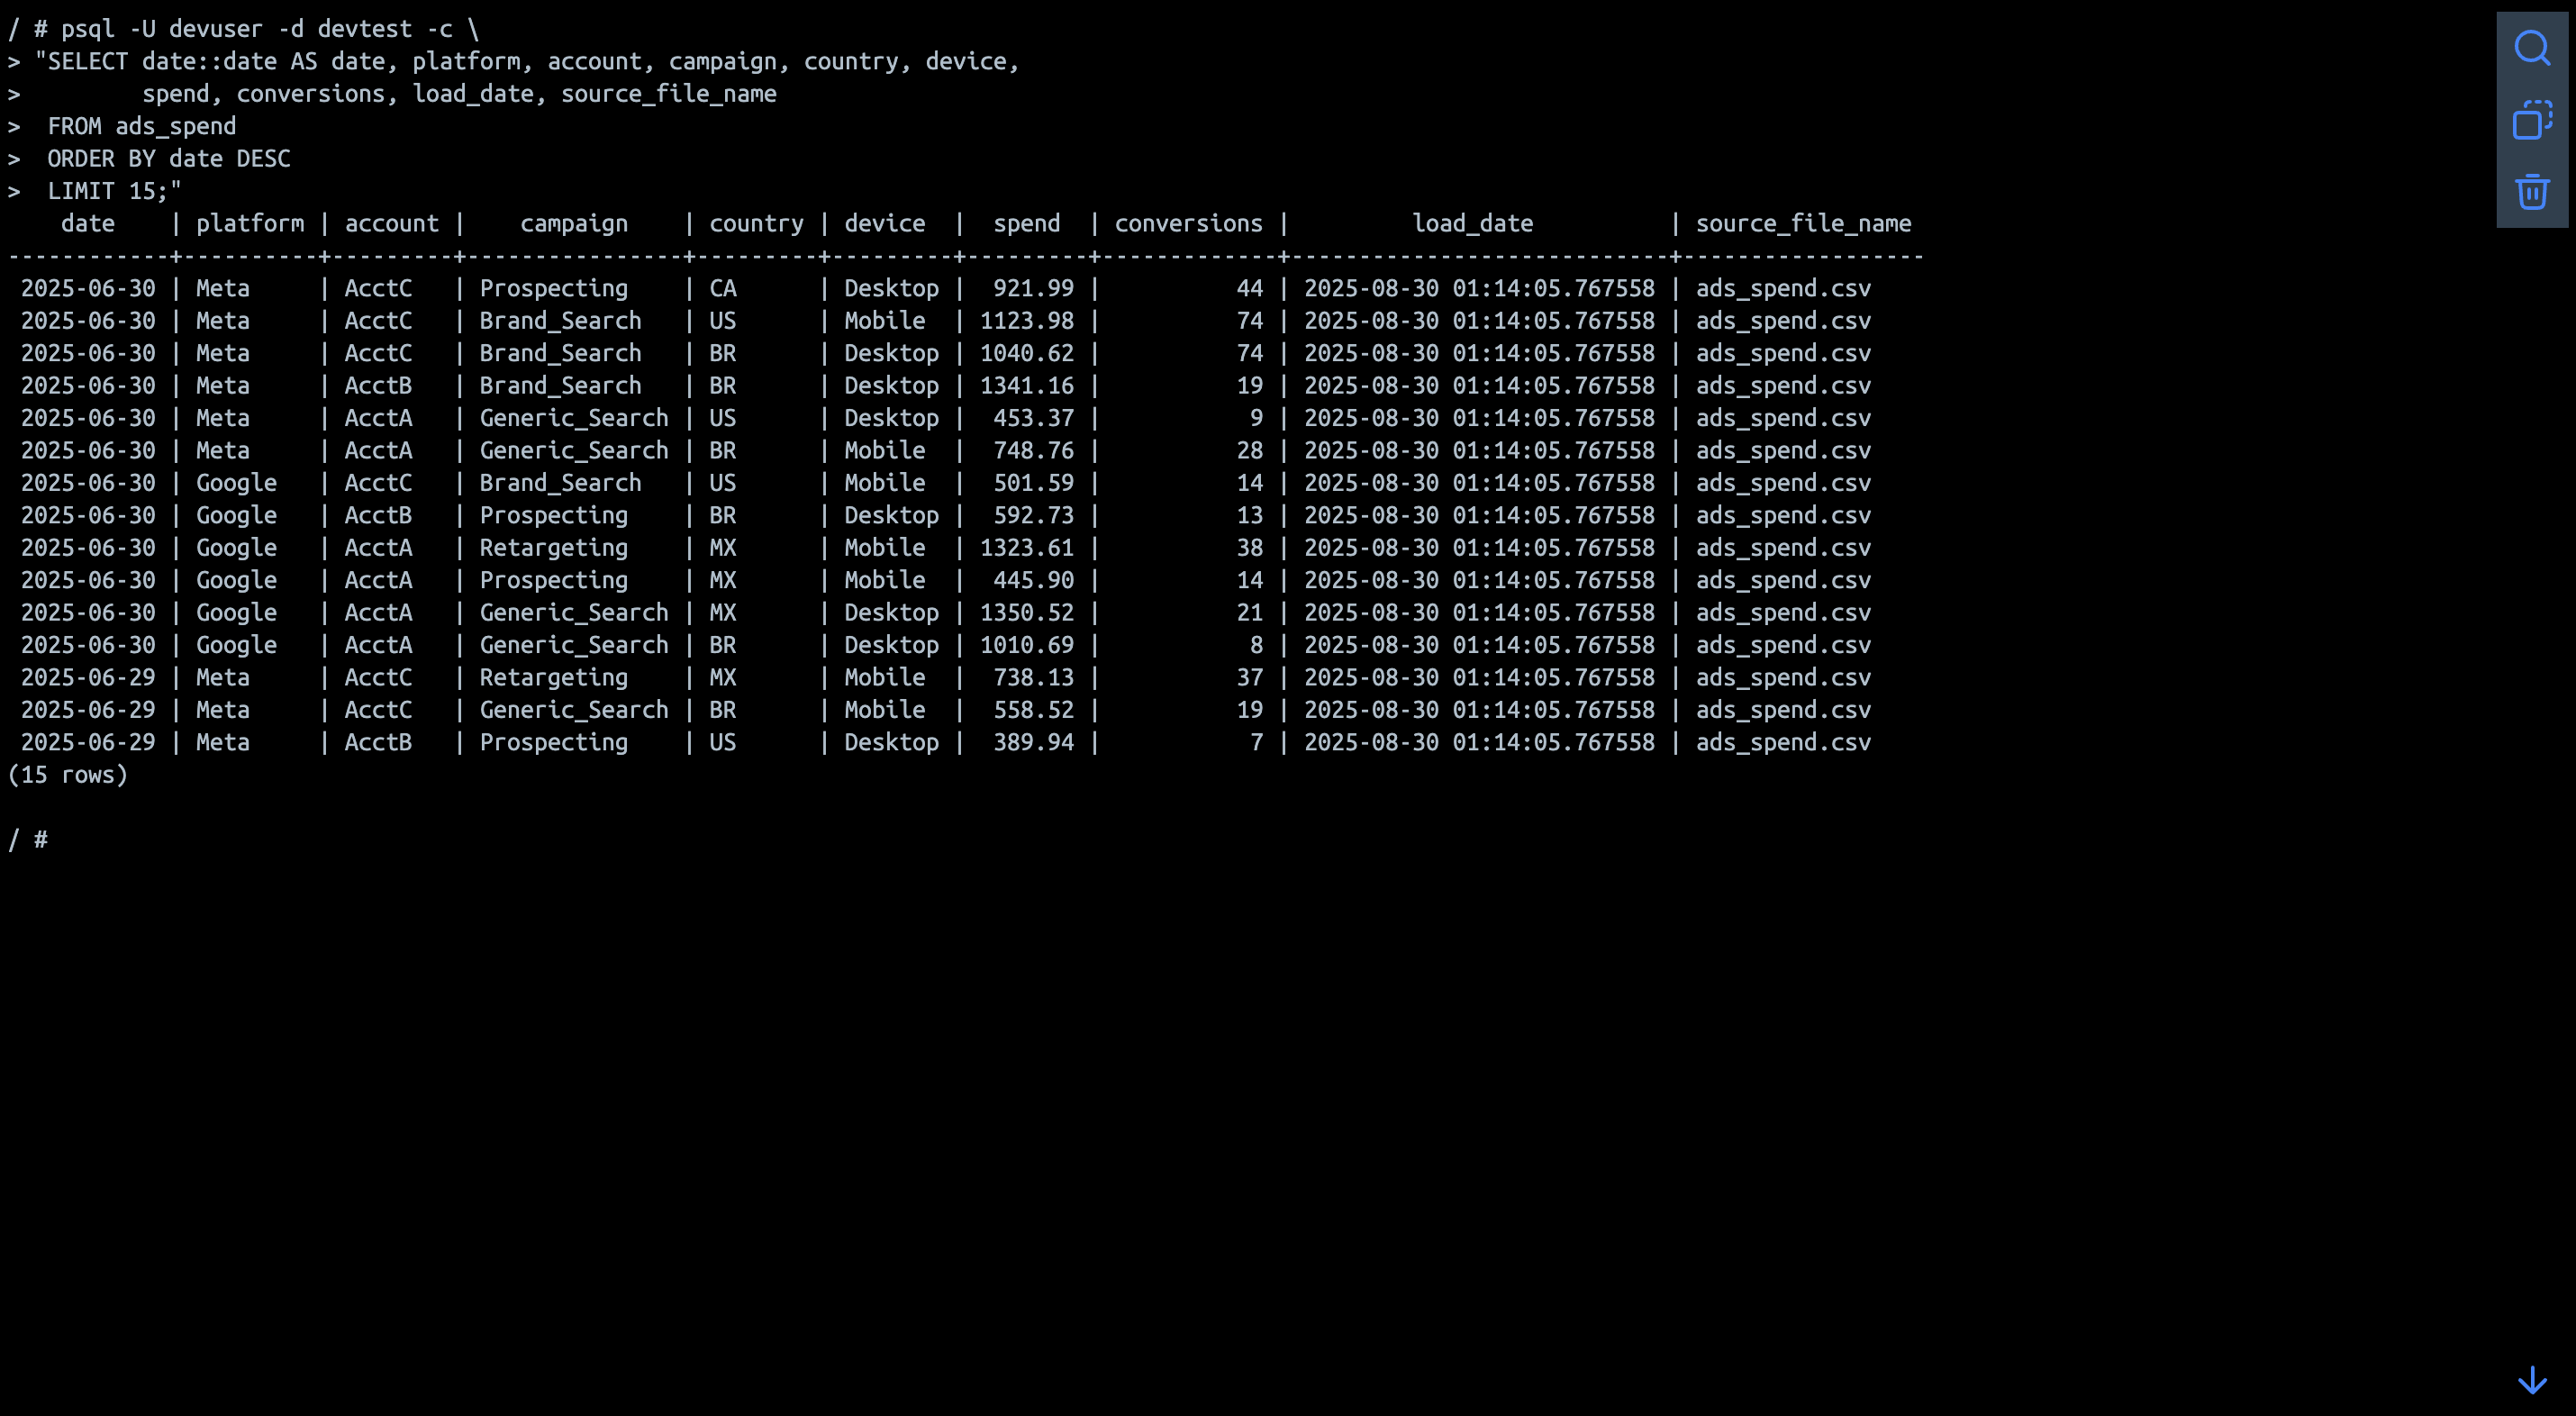 / # psql -U devuser -d devtest -c \
> "SELECT date::date AS date, platform, account, campaign, country, device,
>         spend, conversions, load_date, source_file_name
>  FROM ads_spend
>  ORDER BY date DESC
>  LIMIT 15;"
    date    | platform | account |    campaign    | country | device  |  spend  | conversions |         load_date          | source_file_name
------------+----------+---------+----------------+---------+---------+---------+-------------+----------------------------+------------------
 2025-06-30 | Meta     | AcctC   | Prospecting    | CA      | Desktop |  921.99 |          44 | 2025-08-30 01:14:05.767558 | ads_spend.csv
 2025-06-30 | Meta     | AcctC   | Brand_Search   | US      | Mobile  | 1123.98 |          74 | 2025-08-30 01:14:05.767558 | ads_spend.csv
 2025-06-30 | Meta     | AcctC   | Brand_Search   | BR      | Desktop | 1040.62 |          74 | 2025-08-30 01:14:05.767558 | ads_spend.csv
 2025-06-30 | Meta     | AcctB   | Brand_Search   | BR      | Desktop | 1341.16 |          19 | 2025-08-30 01:14:05.767558 | ads_spend.csv
 2025-06-30 | Meta     | AcctA   | Generic_Search | US      | Desktop |  453.37 |           9 | 2025-08-30 01:14:05.767558 | ads_spend.csv
 2025-06-30 | Meta     | AcctA   | Generic_Search | BR      | Mobile  |  748.76 |          28 | 2025-08-30 01:14:05.767558 | ads_spend.csv
 2025-06-30 | Google   | AcctC   | Brand_Search   | US      | Mobile  |  501.59 |          14 | 2025-08-30 01:14:05.767558 | ads_spend.csv
 2025-06-30 | Google   | AcctB   | Prospecting    | BR      | Desktop |  592.73 |          13 | 2025-08-30 01:14:05.767558 | ads_spend.csv
 2025-06-30 | Google   | AcctA   | Retargeting    | MX      | Mobile  | 1323.61 |          38 | 2025-08-30 01:14:05.767558 | ads_spend.csv
 2025-06-30 | Google   | AcctA   | Prospecting    | MX      | Mobile  |  445.90 |          14 | 2025-08-30 01:14:05.767558 | ads_spend.csv
 2025-06-30 | Google   | AcctA   | Generic_Search | MX      | Desktop | 1350.52 |          21 | 2025-08-30 01:14:05.767558 | ads_spend.csv
 2025-06-30 | Google   | AcctA   | Generic_Search | BR      | Desktop | 1010.69 |           8 | 2025-08-30 01:14:05.767558 | ads_spend.csv
 2025-06-29 | Meta     | AcctC   | Retargeting    | MX      | Mobile  |  738.13 |          37 | 2025-08-30 01:14:05.767558 | ads_spend.csv
 2025-06-29 | Meta     | AcctC   | Generic_Search | BR      | Mobile  |  558.52 |          19 | 2025-08-30 01:14:05.767558 | ads_spend.csv
 2025-06-29 | Meta     | AcctB   | Prospecting    | US      | Desktop |  389.94 |           7 | 2025-08-30 01:14:05.767558 | ads_spend.csv
(15 rows)

/ #